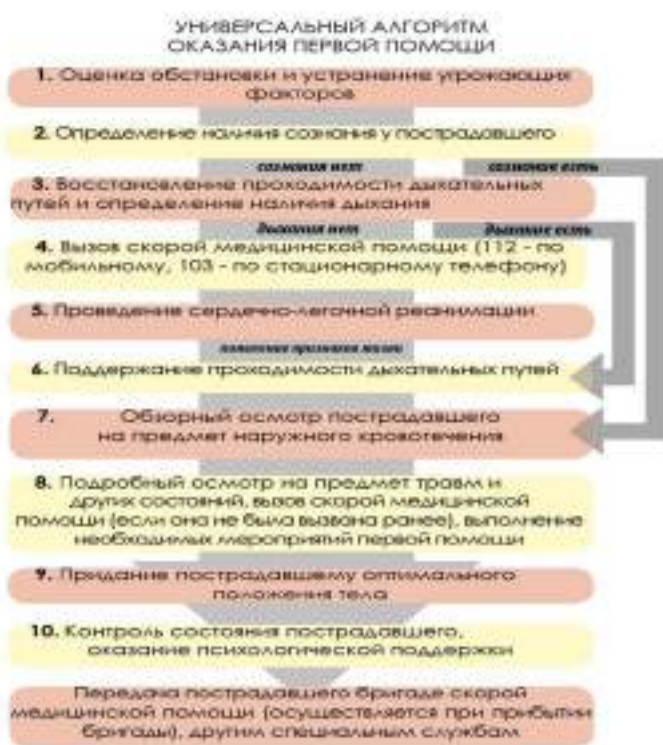 УНИВЕРСАЛЬНЫЙ АЛГОРИТМ
ОКАЗАНИЯ ПЕРВОЙ ПОМОЩИ
1. Оценка обстановки и устранение угрожающих
факторов
2. Определение наличия сознания у пострадавшего
сознания нет
сознание есть
3. Восстановление проходимости дыхательных
путей и определение наличия дыхания
дыхания нет
дыхание есть
4. Вызов скорой медицинской помощи (112 - по
мобильному, 103 - по стационарному телефону)
5. Проведение сердечно-легочной реанимации
появление признаков жизни
6. Поддержание проходимости дыхательных путей
7. Обзорный осмотр пострадавшего
на предмет наружного кровотечения
8. Подробный осмотр на предмет травм и
других состояний, вызов скорой медицинской
помощи (если она не была вызвана ранее), выполнение
необходимых мероприятий первой помощи
9. Придание пострадавшему оптимального
положения тела
10. Контроль состояния пострадавшего,
оказание психологической поддержки
Передача пострадавшего бригаде скорой
медицинской помощи (осуществляется при прибытии
бригады), другим специальным службам